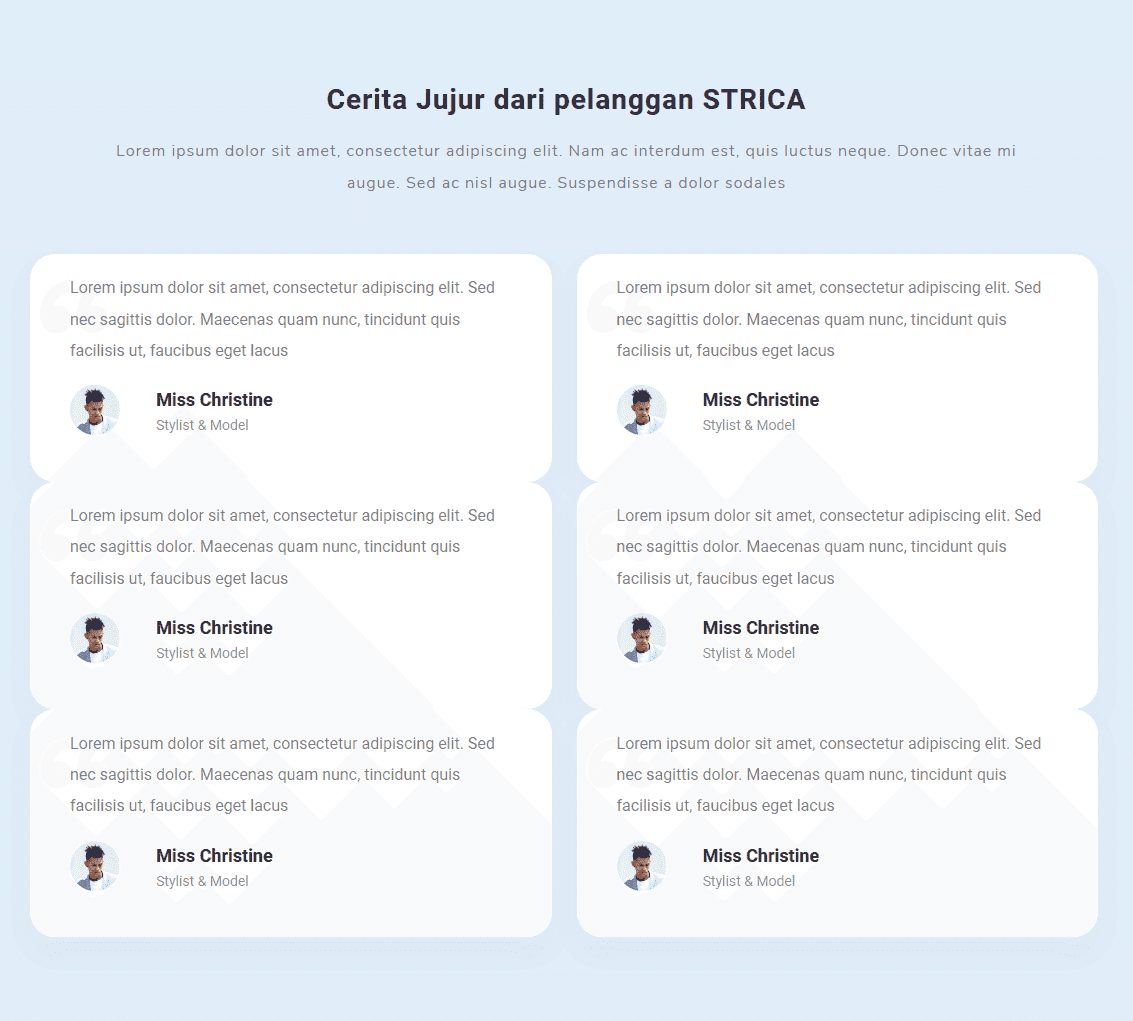 Cerita Jujur dari pelanggan STRICA
Lorem ipsum dolor sit amet, consectetur adipiscing elit. Nam ac interdum est, quis luctus neque. Donec vitae mi
augue. Sed ac nisl augue. Suspendisse a dolor sodales
Lorem ipsum dolor sit amet, consectetur adipiscing elit. Sed
nec sagittis dolor. Maecenas quam nunc, tincidunt quis
facilisis ut, faucibus eget lacus
Miss Christine
Stylist & Model
Lorem ipsum dolor sit amet, consectetur adipiscing elit. Sed
nec sagittis dolor. Maecenas quam nunc, tincidunt quis
facilisis ut, faucibus eget lacus
Miss Christine
Stylist & Model
Lorem ipsum dolor sit amet, consectetur adipiscing elit. Sed
nec sagittis dolor. Maecenas quam nunc, tincidunt quis
facilisis ut, faucibus eget lacus
Miss Christine
Stylist & Model
Lorem ipsum dolor sit amet, consectetur adipiscing elit. Sed
nec sagittis dolor. Maecenas quam nunc, tincidunt quis
facilisis ut, faucibus eget lacus
Miss Christine
Stylist & Model
Lorem ipsum dolor sit amet, consectetur adipiscing elit. Sed
nec sagittis dolor. Maecenas quam nunc, tincidunt quis
facilisis ut, faucibus eget lacus
Miss Christine
Stylist & Model
Lorem ipsum dolor sit amet, consectetur adipiscing elit. Sed
nec sagittis dolor. Maecenas quam nunc, tincidunt quis
facilisis ut, faucibus eget lacus
Miss Christine
Stylist & Model